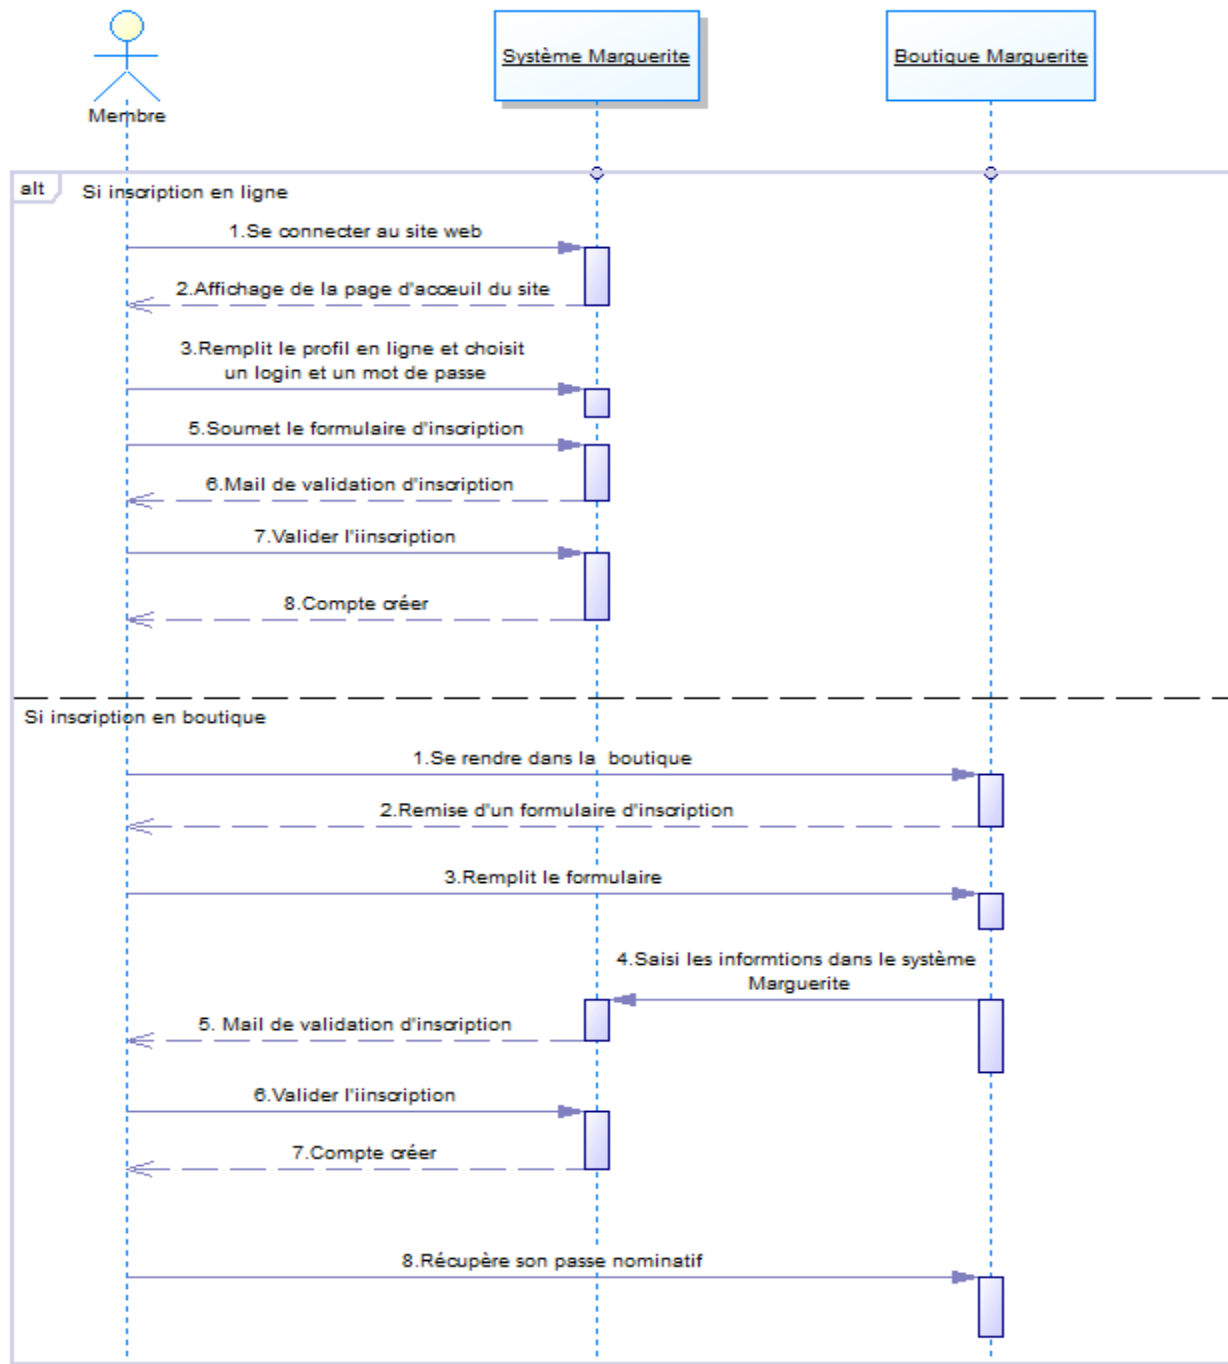 Système Marguerite
Boutique Marguerite
Membre
alt
Si inscription en ligne
1.Se connecter au site web
2.Affichage de la page d'acceuil du site
3.Remplit le profil en ligne et choisit
un login et un mot de passe
5.Soumet le formulaire d'inscription
6.Mail de validation d'inscription
7.Valider l'iinscription
8.Compte créer
Si inscription en boutique
1.Se rendre dans la boutique
2.Remise d'un formulaire d'inscription
3.Remplit le formulaire
4.Saisi les informtions dans le système
Marguerite
5. Mail de validation d'inscription
6.Valider l'iinscription
7.Compte créer
8.Récupère son passe nominatif